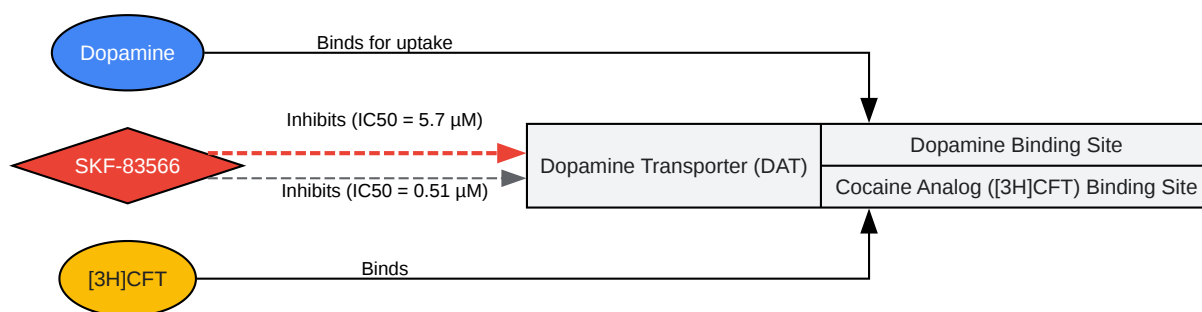 Dopamine
Binds for uptake
Inhibits (IC50 = 5.7 µM)
SKF-83566
Inhibits (IC50 = 0.51 µM)
Dopamine Transporter (DAT)
Dopamine Binding Site
Cocaine Analog ([3H]CFT) Binding Site
[3H]CFT
Binds